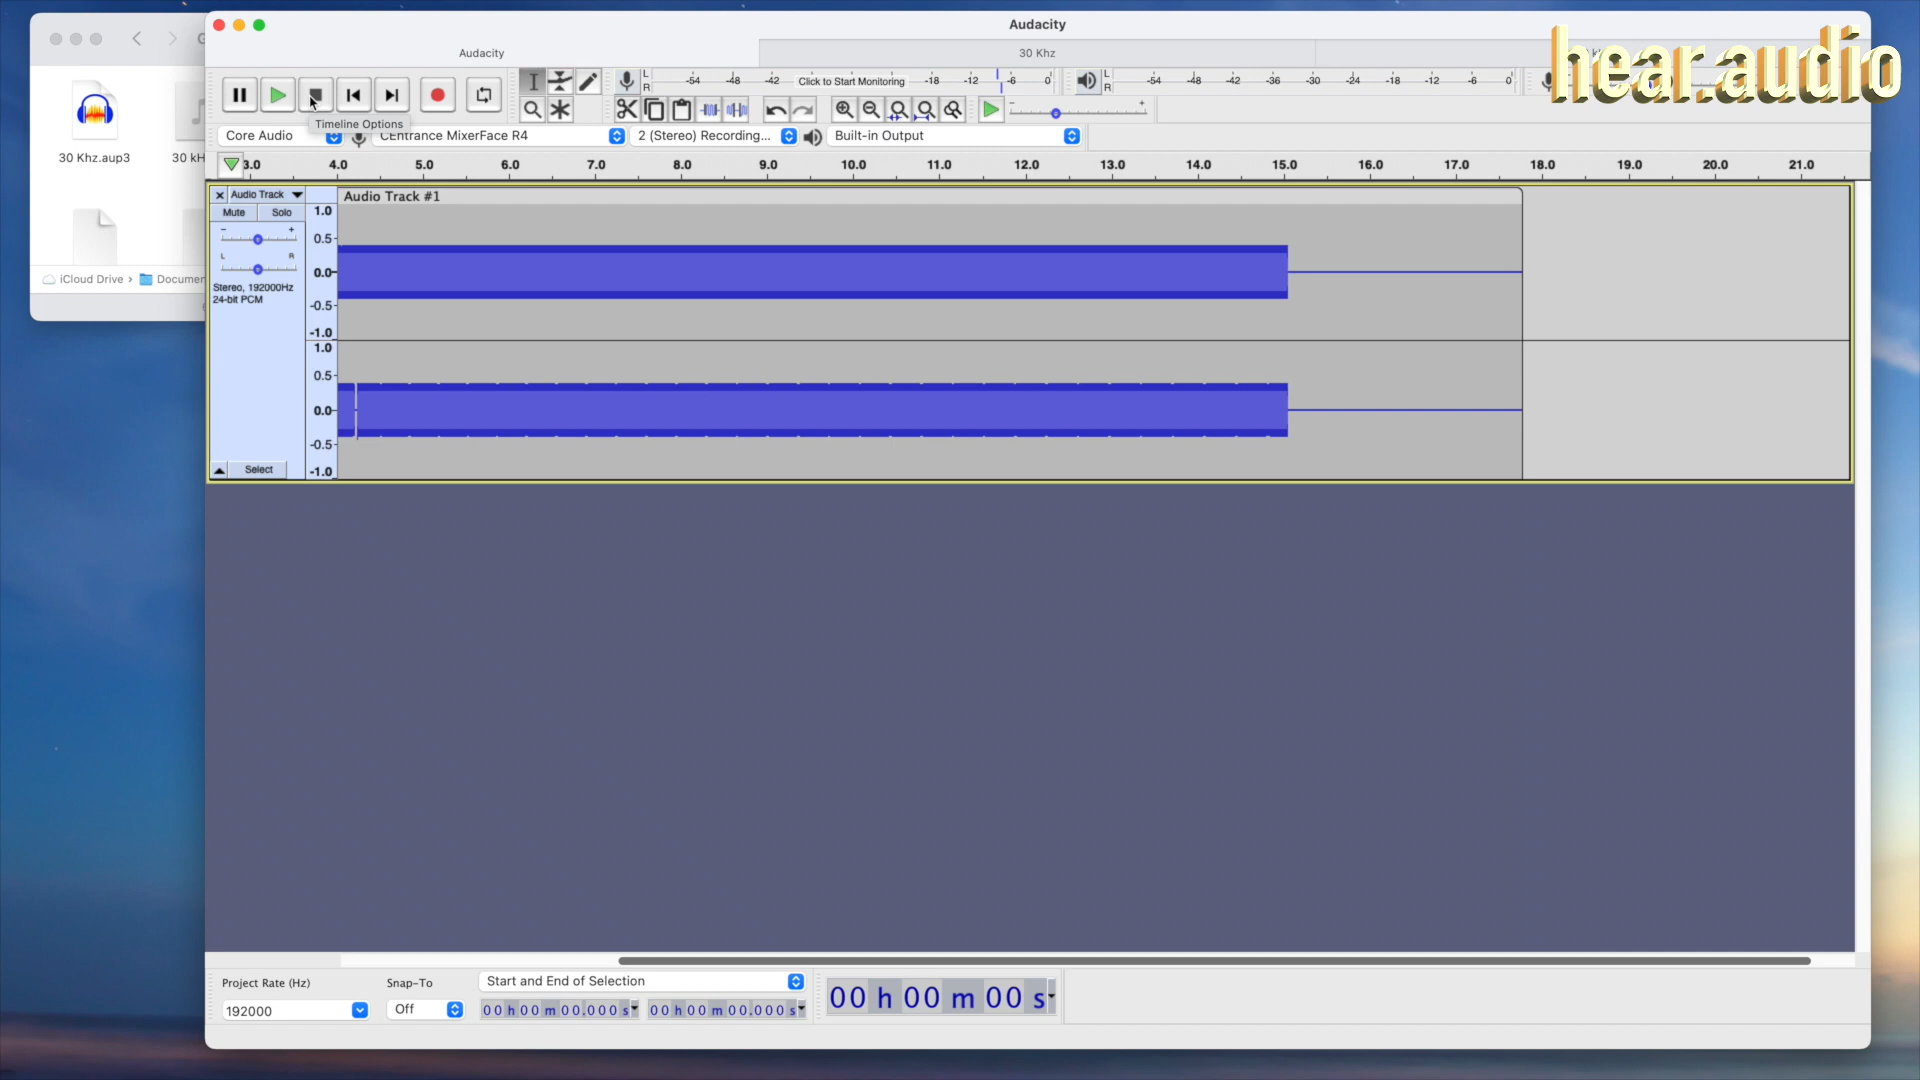 Audacity
hear.audio
Audacity
30 Khz
L
R
-54 -48 -42 Click to Start Monitoring -18 -12 -6 0
L
R
-54 -48 -42 -36 -30 -24 -18 -12 -6 0
Timeline Options
Core Audio
CEntrance MixerFace R4
2 (Stereo) Recording...
Built-in Output
30 Khz.aup3
3.0 4.0 5.0 6.0 7.0 8.0 9.0 10.0 11.0 12.0 13.0 14.0 15.0 16.0 17.0 18.0 19.0 20.0 21.0
Audio Track
Audio Track #1
Mute Solo
L R
Stereo, 192000Hz
24-bit PCM
1.0
0.5
0.0
-0.5
-1.0
1.0
0.5
0.0
-0.5
-1.0
Select
iCloud Drive
Project Rate (Hz)
192000
Snap-To
Off
Start and End of Selection
00 h 00 m 00.000 s
00 h 00 m 00.000 s
00 h 00 m 00 s